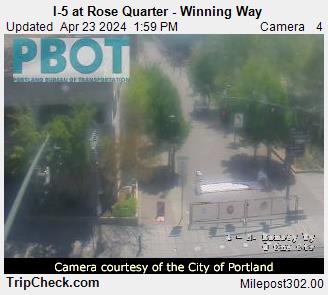 I-5 at Rose Quarter - Winning Way
Updated Apr 23 2024 1:59 PM Camera 4
PBOT
PORTLAND BUREAU OF TRANSPORTATION
Camera courtesy of the City of Portland
TripCheck.com Milepost302.00